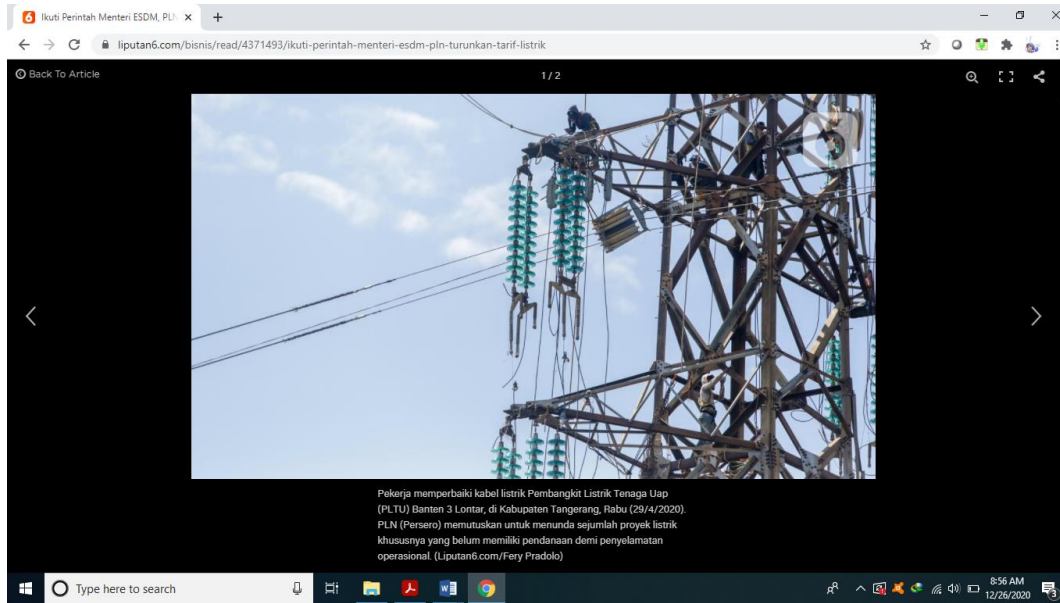 Ikuti Perintah Menteri ESDM, PLN
liputan6.com/bisnis/read/4371493/ikuti-perintah-menteri-esdm-pln-turunkan-tarif-listrik
Back To Article
1 / 2
Pekerja memperbaiki kabel listrik Pembangkit Listrik Tenaga Uap
(PLTU) Banten 3 Lontar, di Kabupaten Tangerang, Rabu (29/4/2020).
PLN (Persero) memutuskan untuk menunda sejumlah proyek listrik
khususnya yang belum memiliki pendanaan demi penyelamatan
operasional. (Liputan6.com/Fery Pradolo)
Type here to search
8:56 AM
12/26/2020
3